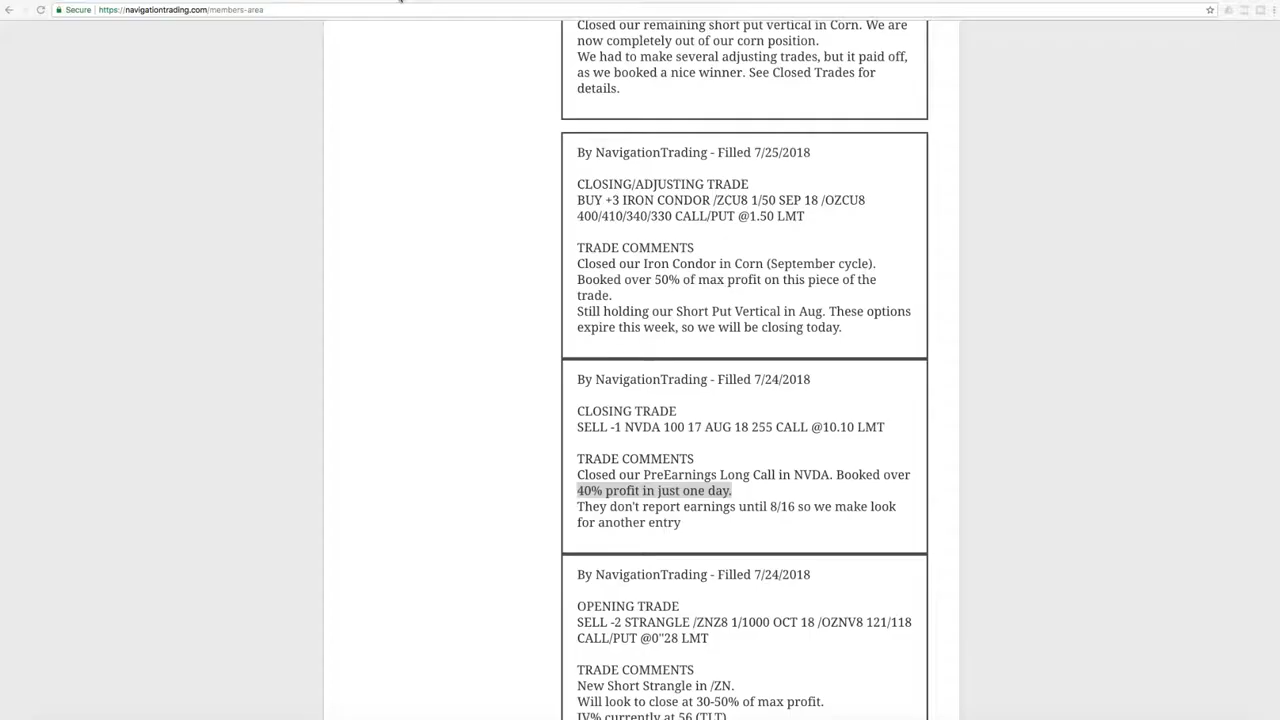 Secure
https://navigationtrading.com/members-area
Closed our remaining short put vertical in Corn. We are
now completely out of our corn position.
We had to make several adjusting trades, but it paid off,
as we booked a nice winner. See Closed Trades for
details.
By NavigationTrading - Filled 7/25/2018
CLOSING/ADJUSTING TRADE
BUY +3 IRON CONDOR /ZCU8 1/50 SEP 18 /OZCU8
400/410/340/330 CALL/PUT @1.50 LMT
TRADE COMMENTS
Closed our Iron Condor in Corn (September cycle).
Booked over 50% of max profit on this piece of the
trade.
Still holding our Short Put Vertical in Aug. These options
expire this week, so we will be closing today.
By NavigationTrading - Filled 7/24/2018
CLOSING TRADE
SELL -1 NVDA 100 17 AUG 18 255 CALL @10.10 LMT
TRADE COMMENTS
Closed our PreEarnings Long Call in NVDA. Booked over
40% profit in just one day.
They don't report earnings until 8/16 so we make look
for another entry
By NavigationTrading - Filled 7/24/2018
OPENING TRADE
SELL -2 STRANGLE /ZNZ8 1/1000 OCT 18 /OZNV8 121/118
CALL/PUT @0"28 LMT
TRADE COMMENTS
New Short Strangle in /ZN.
Will look to close at 30-50% of max profit.
IV% currently at 56 (TLT)